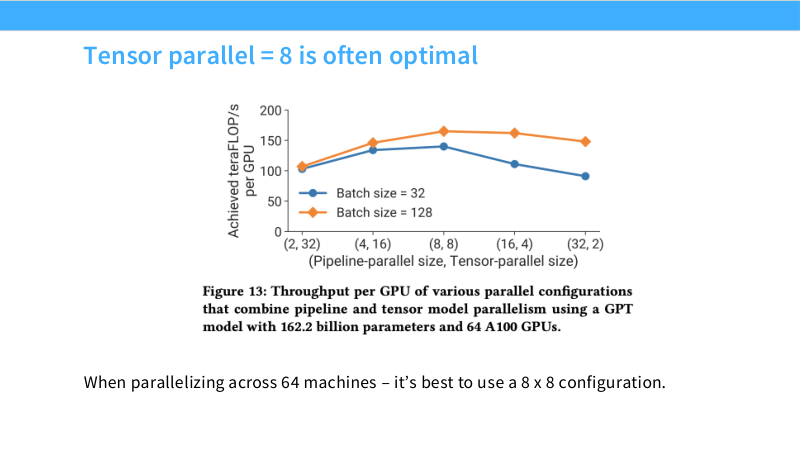 Tensor parallel = 8 is often optimal
Achieved teraFLOP/s
per GPU
200
150
100
50
0
Batch size = 32
Batch size = 128
(2, 32) (4, 16) (8, 8) (16, 4) (32, 2)
(Pipeline-parallel size, Tensor-parallel size)
Figure 13: Throughput per GPU of various parallel configurations
that combine pipeline and tensor model parallelism using a GPT
model with 162.2 billion parameters and 64 A100 GPUs.
When parallelizing across 64 machines – it’s best to use a 8 x 8 configuration.